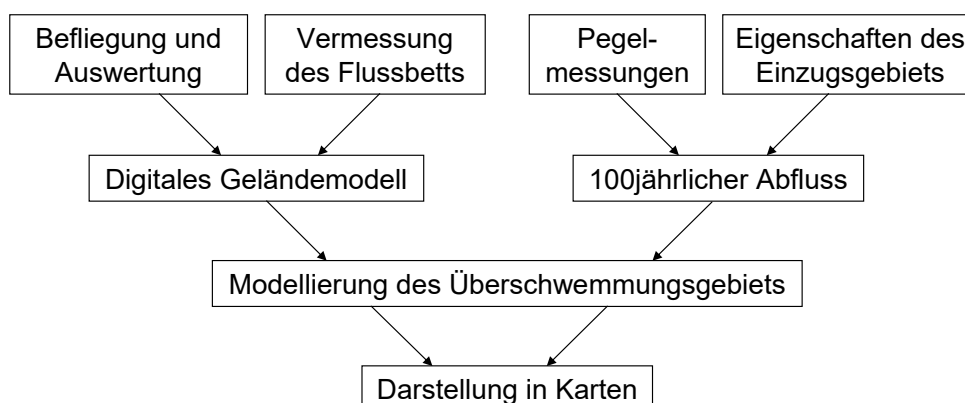 Befliegung und
Auswertung
Vermessung
des Flussbetts
Pegel-
messungen
Eigenschaften des
Einzugsgebiets
Digitales Geländemodell
100jährlicher Abfluss
Modellierung des Überschwemmungsgebiets
Darstellung in Karten